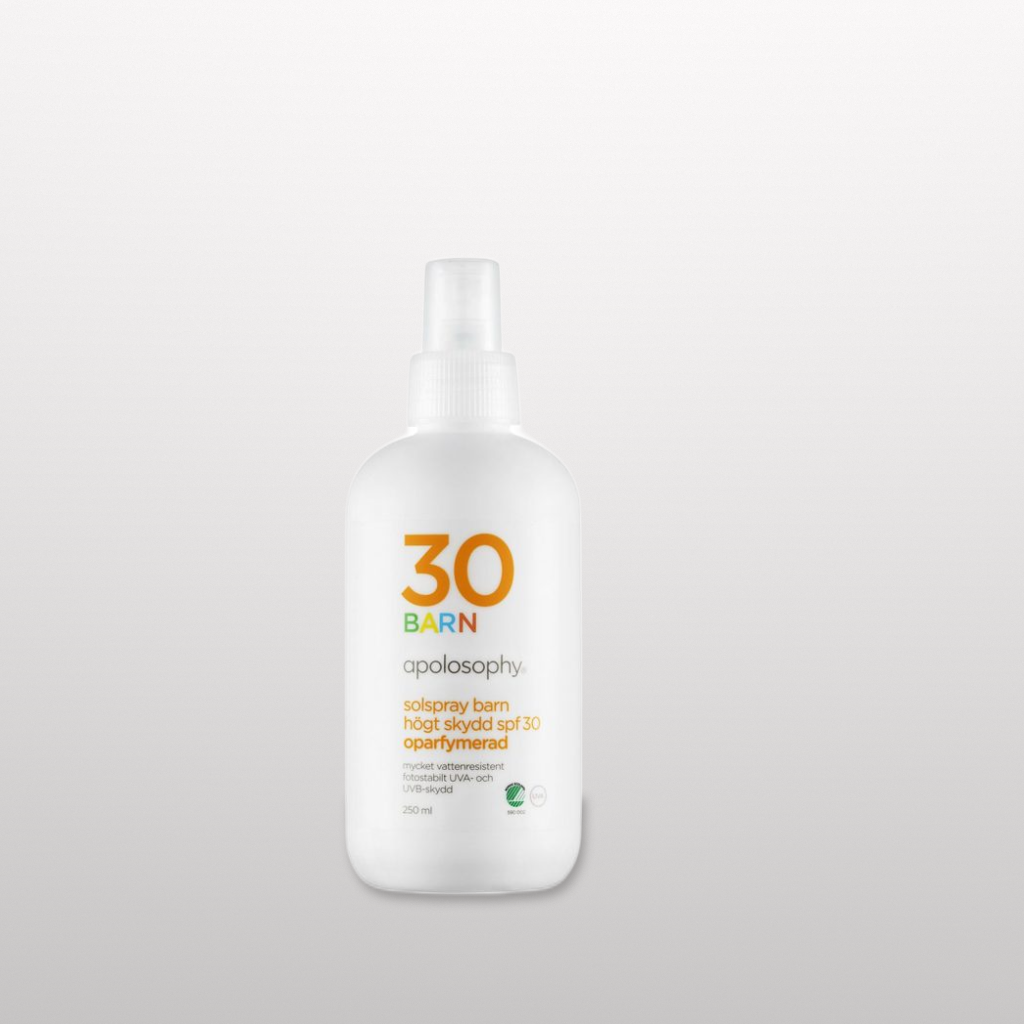 30
BARN
apolosophy®
solspray barn
högt skydd spf 30
oparfymerad
mycket vattenresistent
fotostabilt UVA- och
UVB-skydd
250 ml
UVA